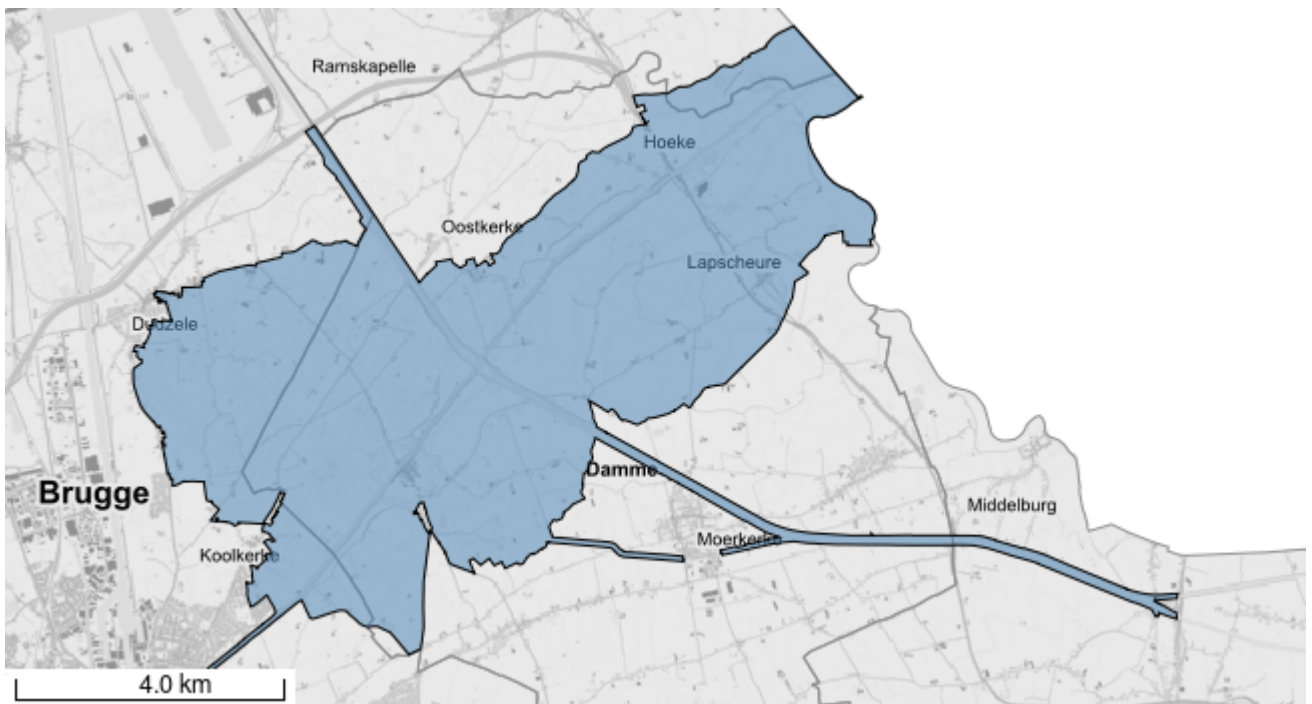 Ramskapelle
Hoeke
Oostkerke
Lapscheure
Dudzele
Damme
Brugge
Middelburg
Moerkerke
Koolkerke
4.0 km